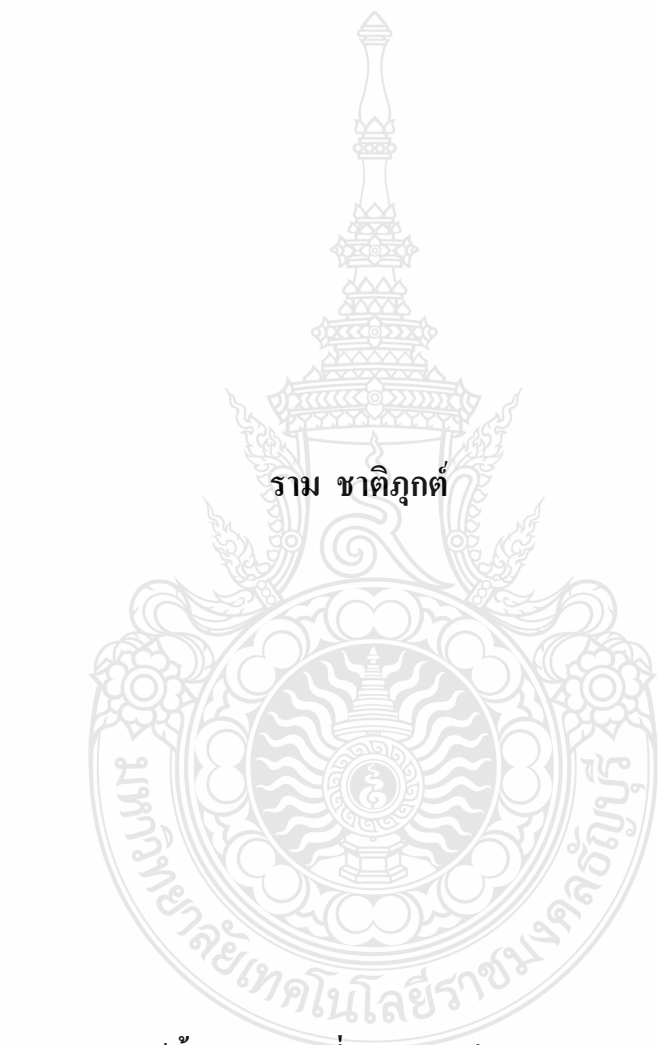 ราม ชาติภุกต์
มหาวิทยาลัยเทคโนโลยีราชมงคลธัญบุรี